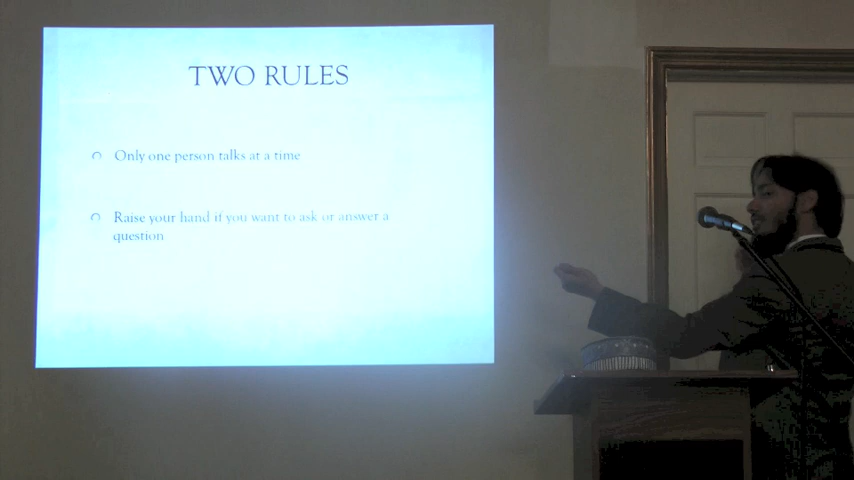 TWO RULES
Only one person talks at a time
Raise your hand if you want to ask or answer a
question